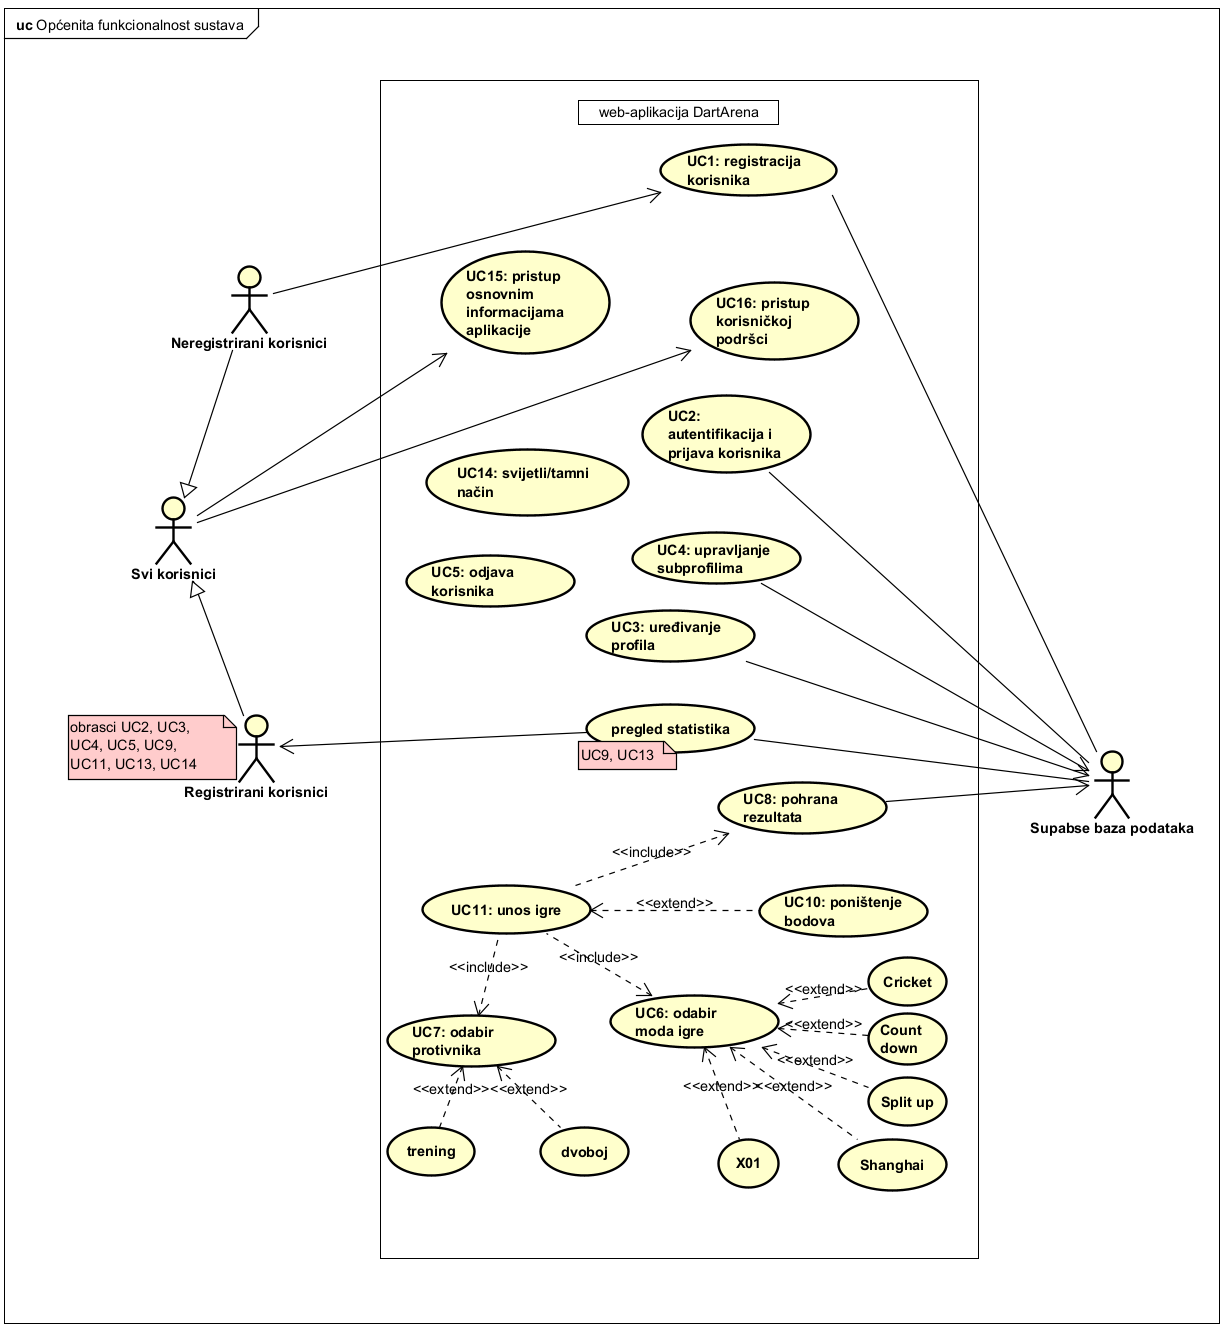 uc Općenita funkcionalnost sustava
web-aplikacija DartArena
UC1: registracija
korisnika
UC15: pristup
osnovnim
informacijama
aplikacije
UC16: pristup
korisničkoj
podršci
Neregistrirani korisnici
UC2:
autentifikacija i
prijava korisnika
UC14: svijetli/tamni
način
Svi korisnici
UC4: upravljanje
subprofilima
UC5: odjava
korisnika
UC3: uređivanje
profila
obrasci UC2, UC3,
UC4, UC5, UC9,
UC11, UC13, UC14
Registrirani korisnici
pregled statistika
UC9, UC13
UC8: pohrana
rezultata
Supabse baza podataka
<<include>>
UC11: unos igre
<<extend>>
UC10: poništenje
bodova
<<include>>
<<include>>
UC7: odabir
protivnika
UC6: odabir
moda igre
<<extend>>
Cricket
<<extend>>
Count
down
<<extend>>
Split up
<<extend>>
<<extend>>
<<extend>>
<<extend>>
trening
dvoboj
X01
Shanghai